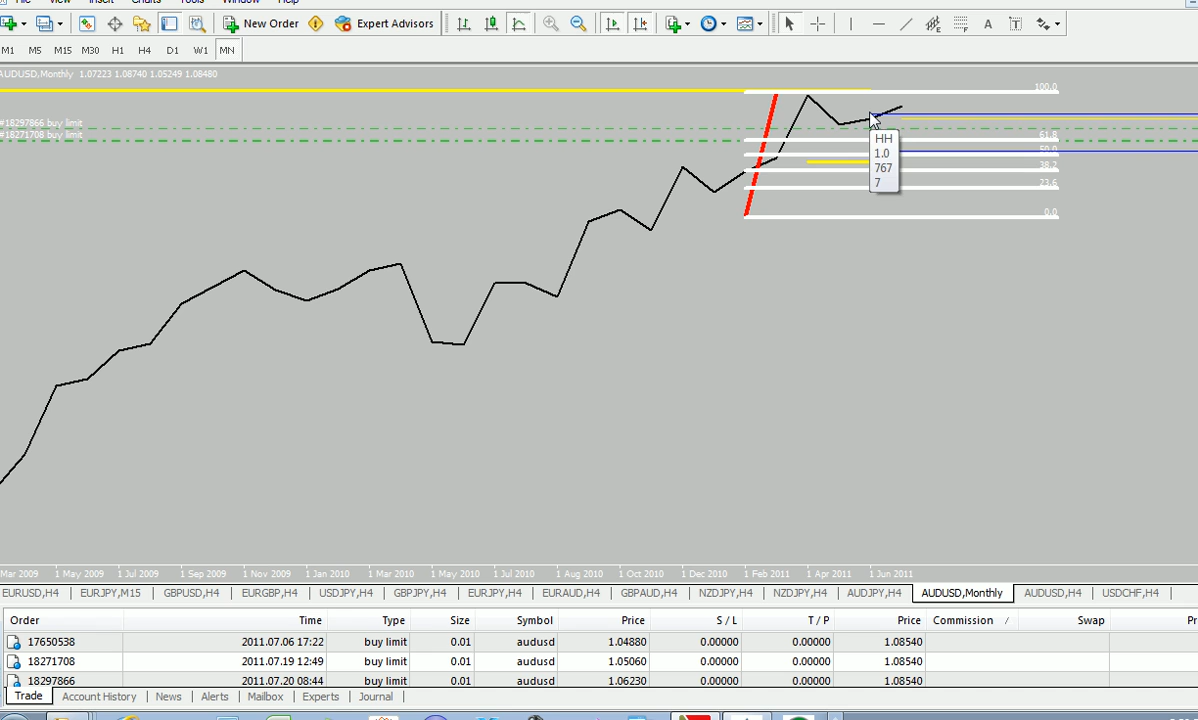 File View Insert Charts Tools Window Help
New Order Expert Advisors
M1 M5 M15 M30 H1 H4 D1 W1 MN
AUDUSD,Monthly 1.07223 1.08740 1.05249 1.08480
100.0
#18297866 buy limit
#18271708 buy limit
61.8
50.0
38.2
23.6
0.0
HH
1.0
767
7
Mar 2009 1 May 2009 1 Jul 2009 1 Sep 2009 1 Nov 2009 1 Jan 2010 1 Mar 2010 1 May 2010 1 Jul 2010 1 Aug 2010 1 Oct 2010 1 Dec 2010 1 Feb 2011 1 Apr 2011 1 Jun 2011
EURUSD,H4 EURJPY,M15 GBPUSD,H4 EURGBP,H4 USDJPY,H4 GBPJPY,H4 EURJPY,H4 EURAUD,H4 GBPAUD,H4 NZDJPY,H4 NZDJPY,H4 AUDJPY,H4 AUDUSD,Monthly AUDUSD,H4 USDCHF,H4
Order Time Type Size Symbol Price S / L T / P Price Commission / Swap Pr
17650538 2011.07.06 17:22 buy limit 0.01 audusd 1.04880 0.00000 0.00000 1.08540
18271708 2011.07.19 12:49 buy limit 0.01 audusd 1.05060 0.00000 0.00000 1.08540
18297866 2011.07.20 08:44 buy limit 0.01 audusd 1.06230 0.00000 0.00000 1.08540
Trade Account History News Alerts Mailbox Experts Journal